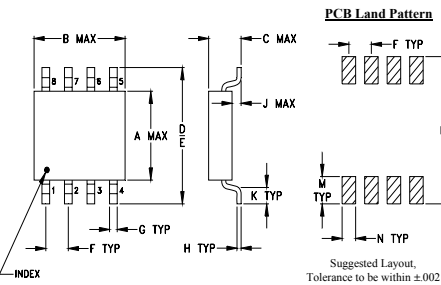 PCB Land Pattern
B MAX
C MAX
F TYP
8 7 6 5
J MAX
A MAX
D
E
K TYP
M
TYP
1 2 3 4
G TYP
F TYP
H TYP
N TYP
INDEX
Suggested Layout,
Tolerance to be within ±.002